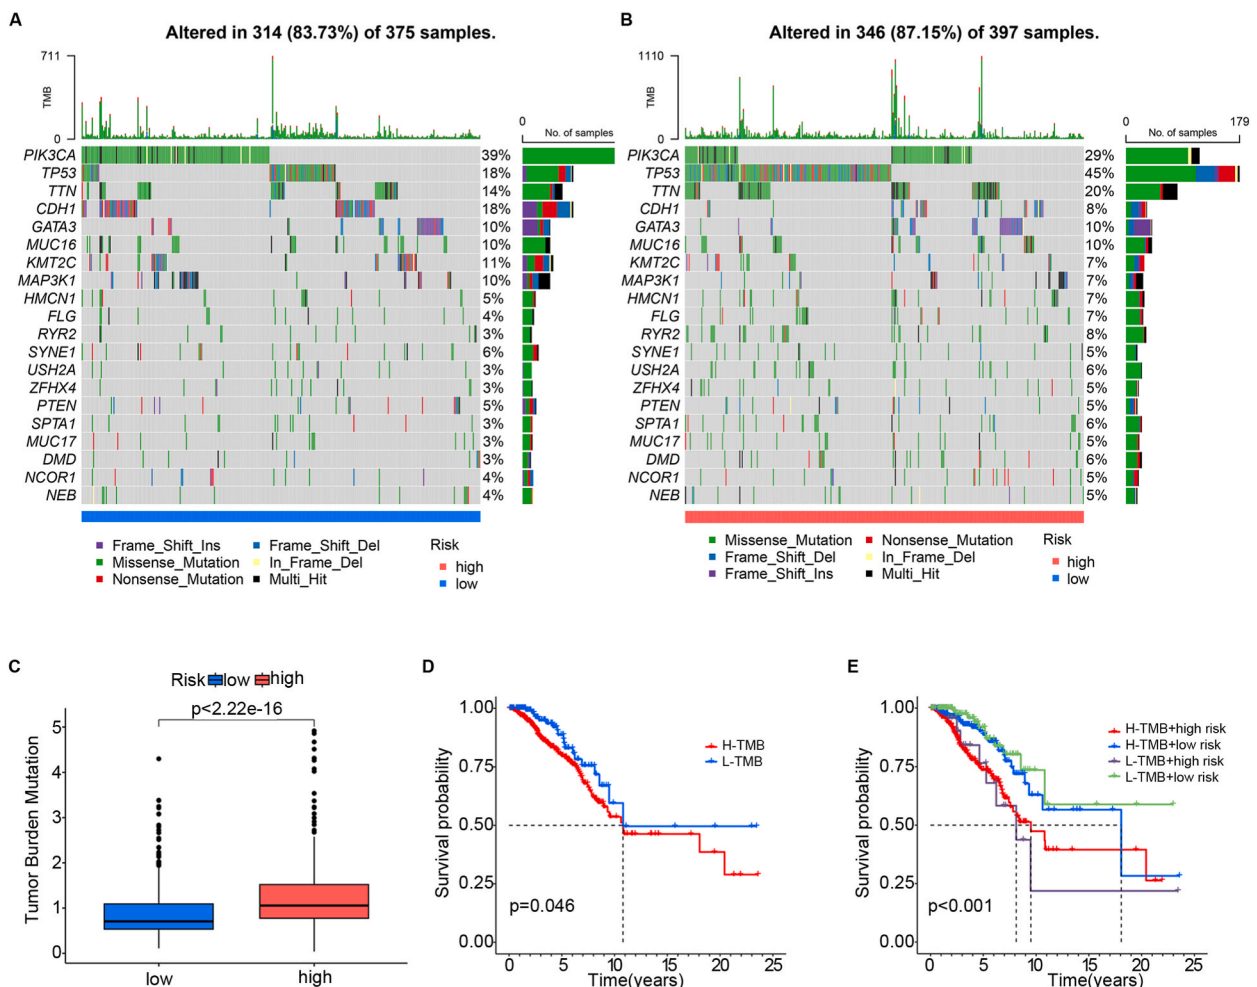 A
Altered in 314 (83.73%) of 375 samples.
711
TMB
0
0
No. of samples
PIK3CA 39%
TP53 18%
TTN 14%
CDH1 18%
GATA3 10%
MUC16 10%
KMT2C 11%
MAP3K1 10%
HMCN1 5%
FLG 4%
RYR2 3%
SYNE1 6%
USH2A 3%
ZFHX4 3%
PTEN 5%
SPTA1 3%
MUC17 3%
DMD 3%
NCOR1 4%
NEB 4%
Frame_Shift_Ins Frame_Shift_Del Risk
Missense_Mutation In_Frame_Del high
Nonsense_Mutation Multi_Hit low
B
Altered in 346 (87.15%) of 397 samples.
1110
TMB
0
0 179
No. of samples
PIK3CA 29%
TP53 45%
TTN 20%
CDH1 8%
GATA3 10%
MUC16 10%
KMT2C 7%
MAP3K1 7%
HMCN1 7%
FLG 7%
RYR2 8%
SYNE1 5%
USH2A 6%
ZFHX4 5%
PTEN 5%
SPTA1 6%
MUC17 5%
DMD 6%
NCOR1 5%
NEB 5%
Missense_Mutation Nonsense_Mutation Risk
Frame_Shift_Del In_Frame_Del high
Frame_Shift_Ins Multi_Hit low
C
Risk low high
p<2.22e-16
Tumor Burden Mutation
5
4
3
2
1
0
low high
D
1.00
0.75
0.50
0.25
0.00
Survival probability
H-TMB
L-TMB
p=0.046
0 5 10 15 20 25
Time(years)
E
1.00
0.75
0.50
0.25
0.00
Survival probability
H-TMB+high risk
H-TMB+low risk
L-TMB+high risk
L-TMB+low risk
p<0.001
0 5 10 15 20 25
Time(years)